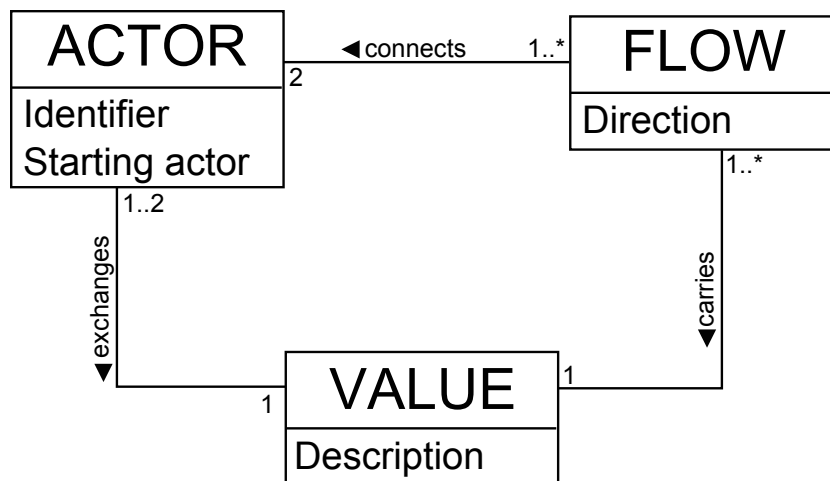 ACTOR
Identifier
Starting actor
2
◀ connects
1..*
FLOW
Direction
1..2
1..*
exchanges
carries
1
VALUE
1
Description